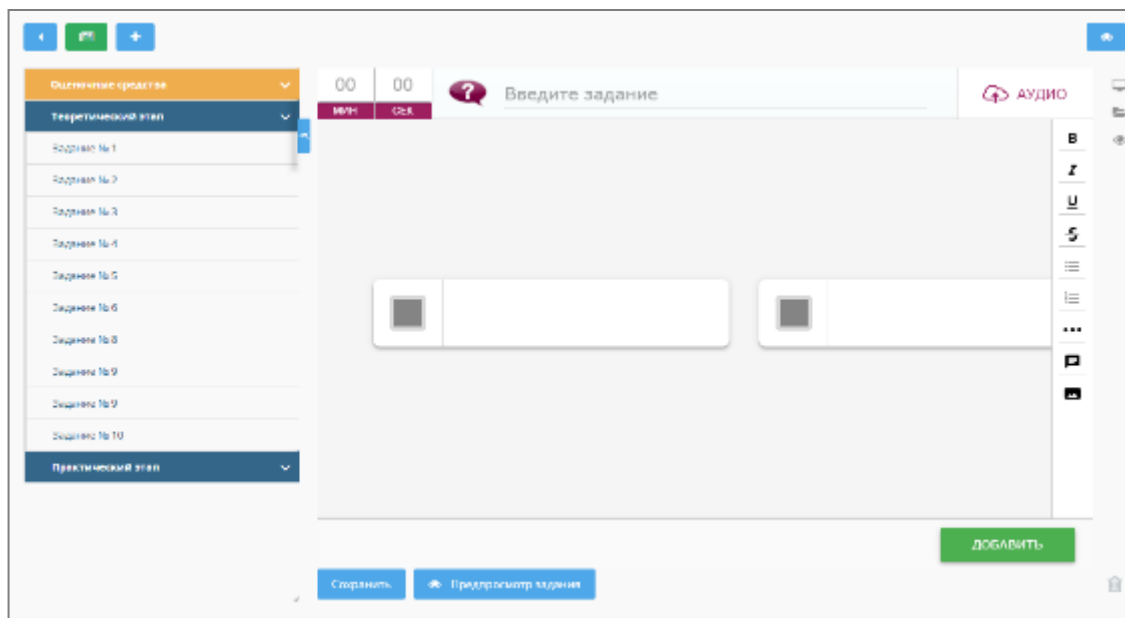 Оценочные средства
Теоретический этап
Задание № 1
Задание № 2
Задание № 3
Задание № 4
Задание № 5
Задание № 6
Задание № 8
Задание № 9
Задание № 9
Задание № 10
Практический этап
00 00
МИН СЕК
? Введите задание
АУДИО
B
I
U
S
ДОБАВИТЬ
Сохранить
Предпросмотр задания